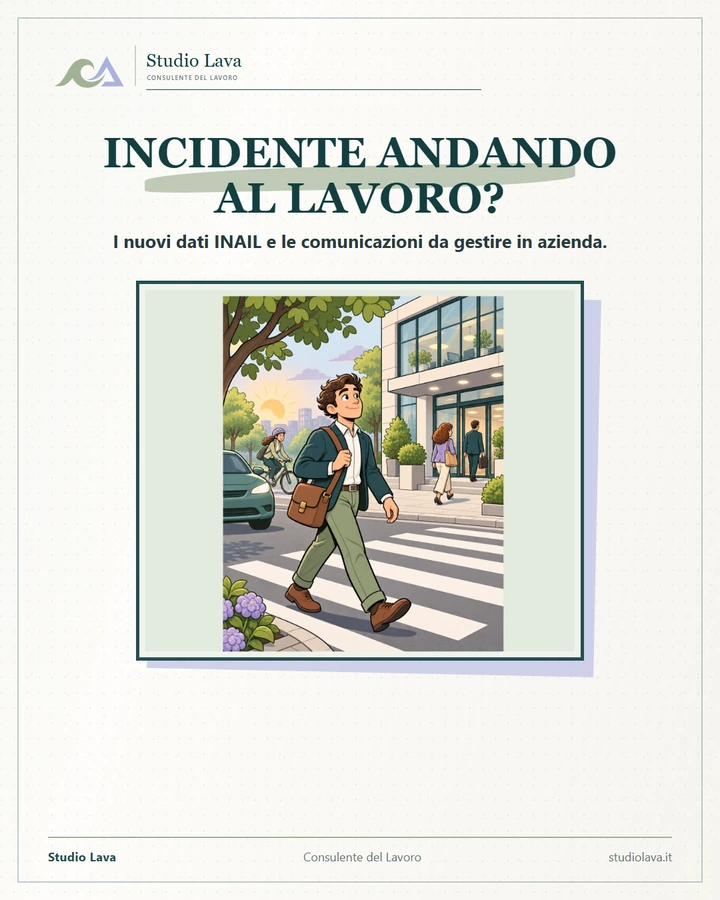 Studio Lava
CONSULENTE DEL LAVORO
INCIDENTE ANDANDO
AL LAVORO?
I nuovi dati INAIL e le comunicazioni da gestire in azienda.
Studio Lava
Consulente del Lavoro
studiolava.it